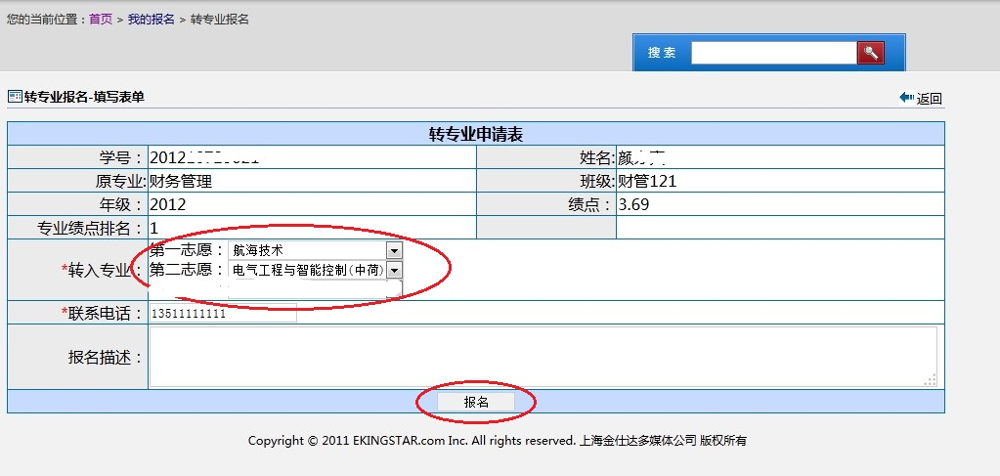 您的当前位置：首页 > 我的报名 > 转专业报名
搜 索
转专业报名-填写表单
返回
转专业申请表
学号： 2012 姓名: 颜
原专业: 财务管理 班级: 财管121
年级： 2012 绩点： 3.69
专业绩点排名： 1
*转入专业： 第一志愿： 航海技术
第二志愿： 电气工程与智能控制(中荷)
*联系电话： 13511111111
报名描述：
报名
Copyright © 2011 EKINGSTAR.com Inc. All rights reserved. 上海金仕达多媒体公司 版权所有